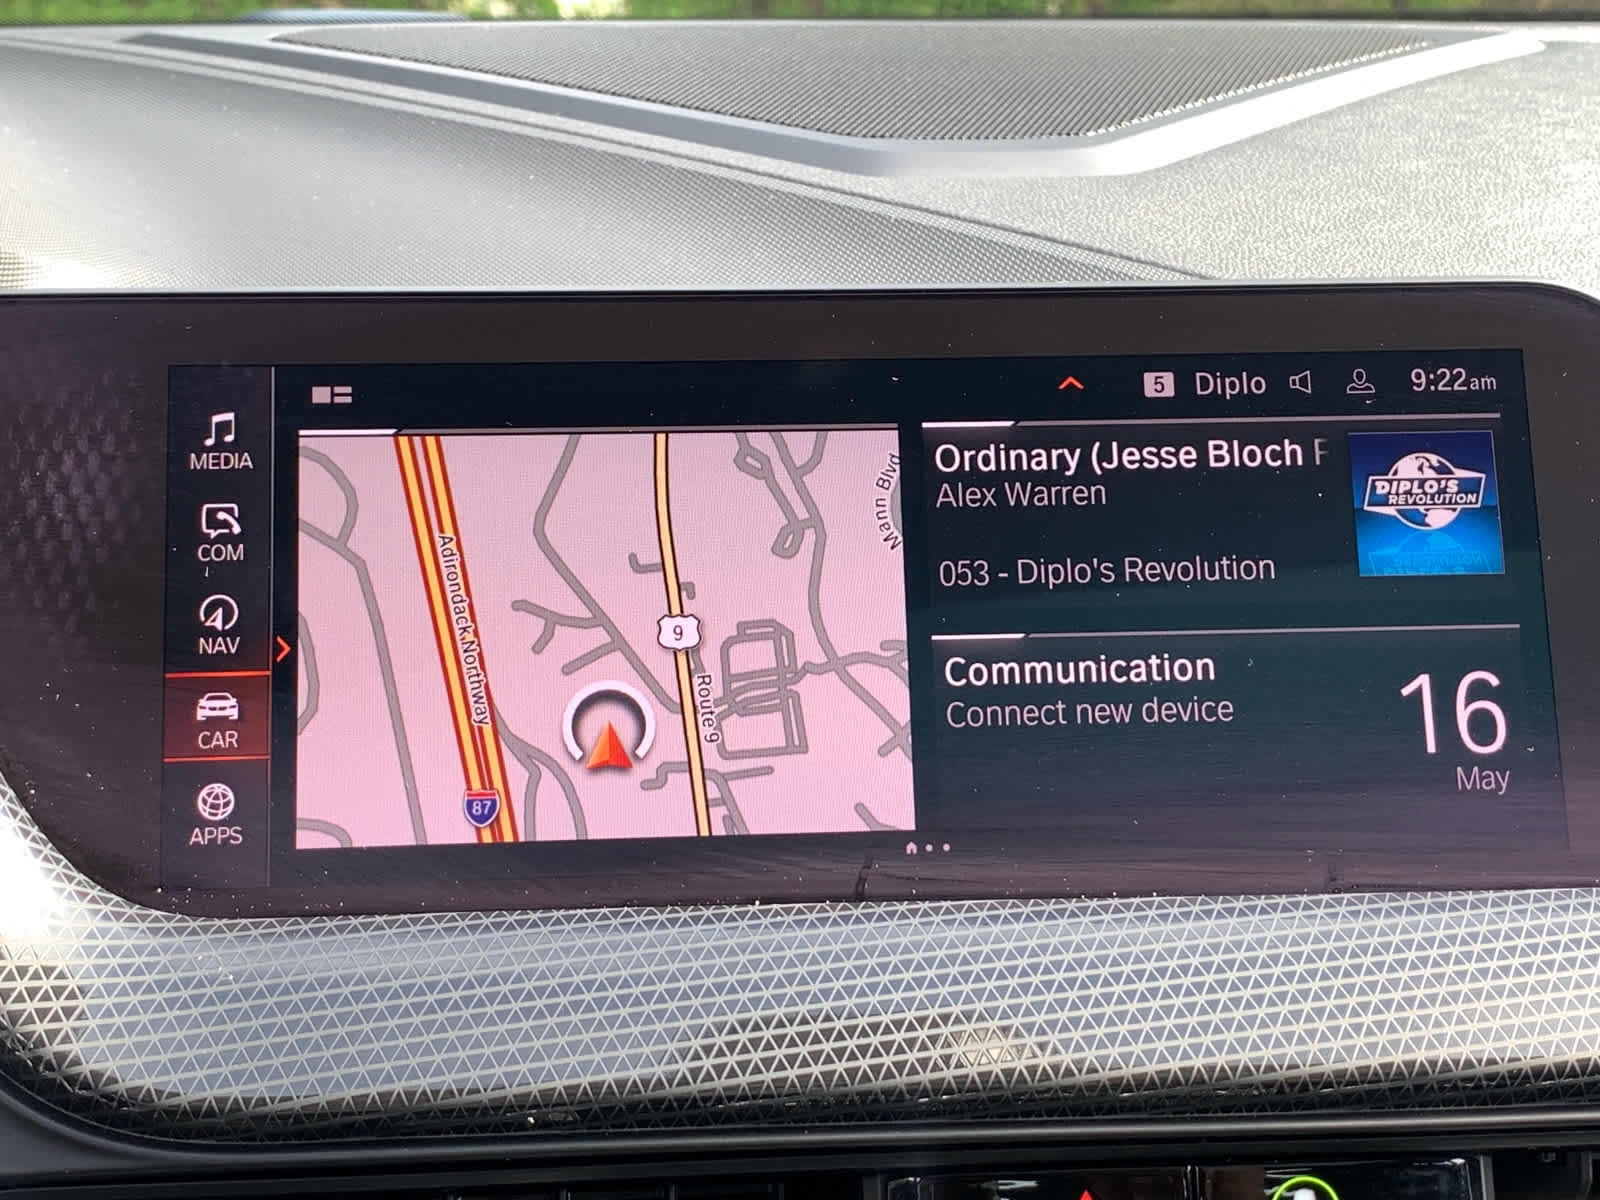 5 Diplo 9:22am
MEDIA
COM
NAV
CAR
APPS
Adirondack Northway
87
9
Route 9
Mann Blvd
Ordinary (Jesse Bloch F
Alex Warren
053 - Diplo's Revolution
DIPLO'S
REVOLUTION
Communication
Connect new device
16
May